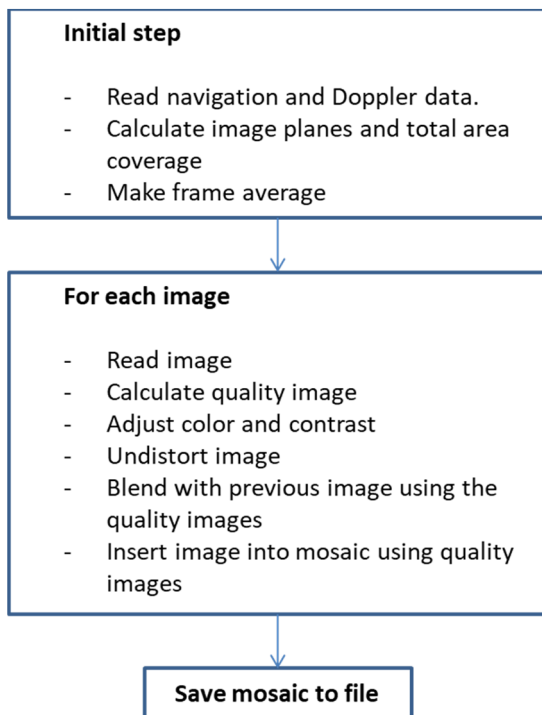 Initial step
- Read navigation and Doppler data.
- Calculate image planes and total area
coverage
- Make frame average
For each image
- Read image
- Calculate quality image
- Adjust color and contrast
- Undistort image
- Blend with previous image using the
quality images
- Insert image into mosaic using quality
images
Save mosaic to file